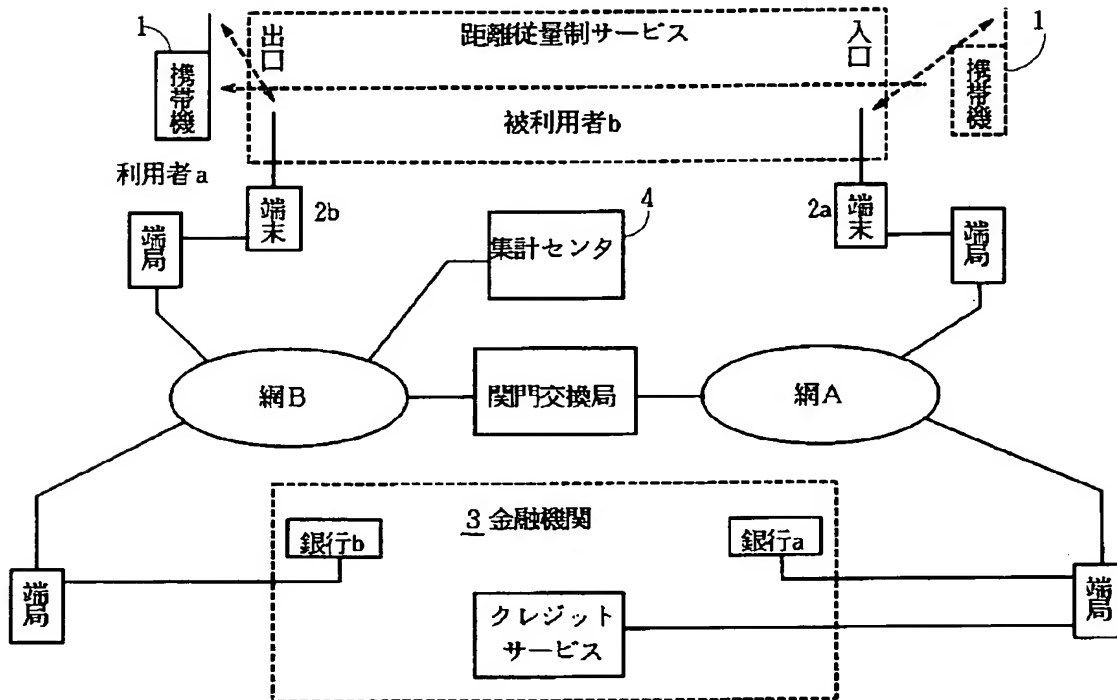 1
出口
距離従量制サービス
入口
1
携帯機
携帯機
被利用者b
利用者a
端末
2b
4
2a
端末
端局
集計センタ
端局
網B
関門交換局
網A
3 金融機関
銀行b
銀行a
端局
クレジット
サービス
端局